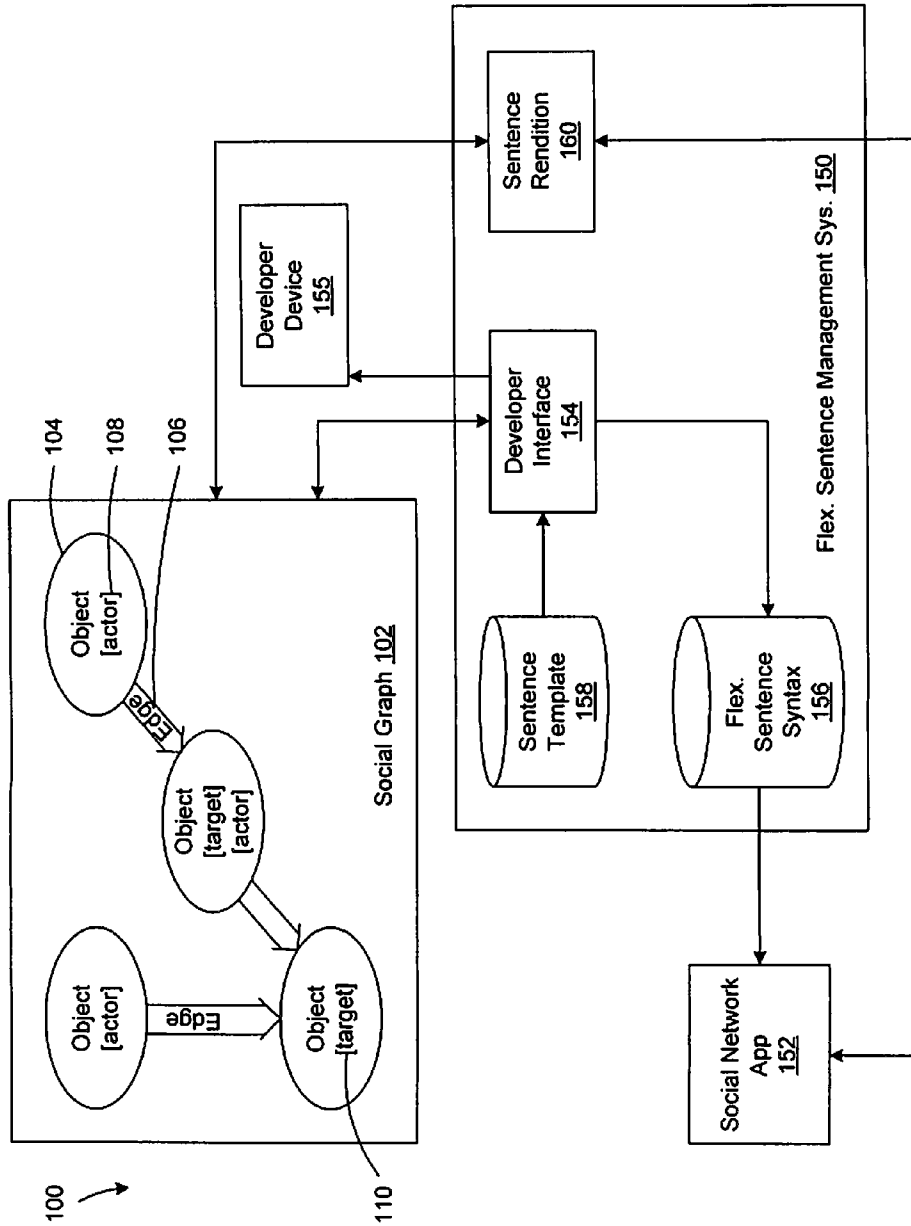 100
Object
[actor]
Edge
Object
[target]
110
Object
[target]
[actor]
Edge
Object
[actor]
104
108
106
Social Graph 102
Developer
Device
155
Social Network
App
152
Sentence
Template
158
Flex.
Sentence
Syntax
156
Developer
Interface
154
Sentence
Rendition
160
Flex. Sentence Management Sys. 150